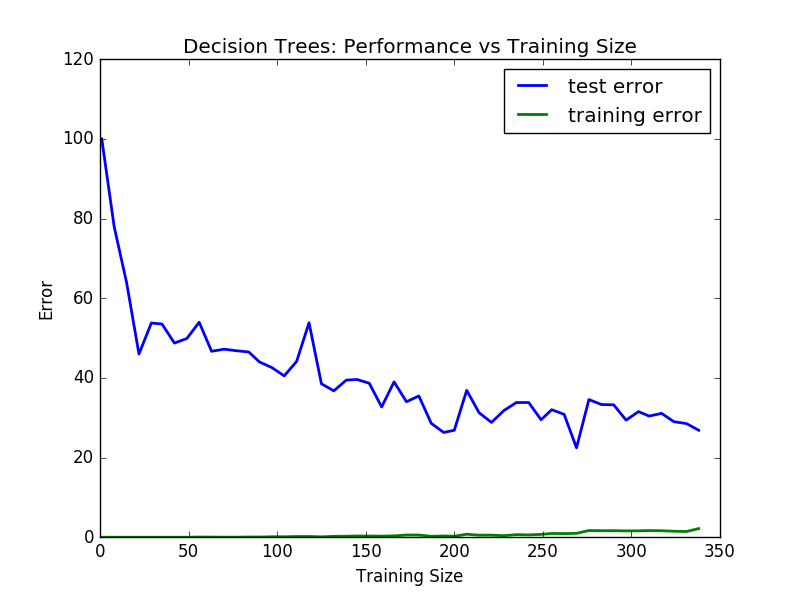 Decision Trees: Performance vs Training Size
120
100
80
60
40
20
0
Error
test error
training error
0 50 100 150 200 250 300 350
Training Size